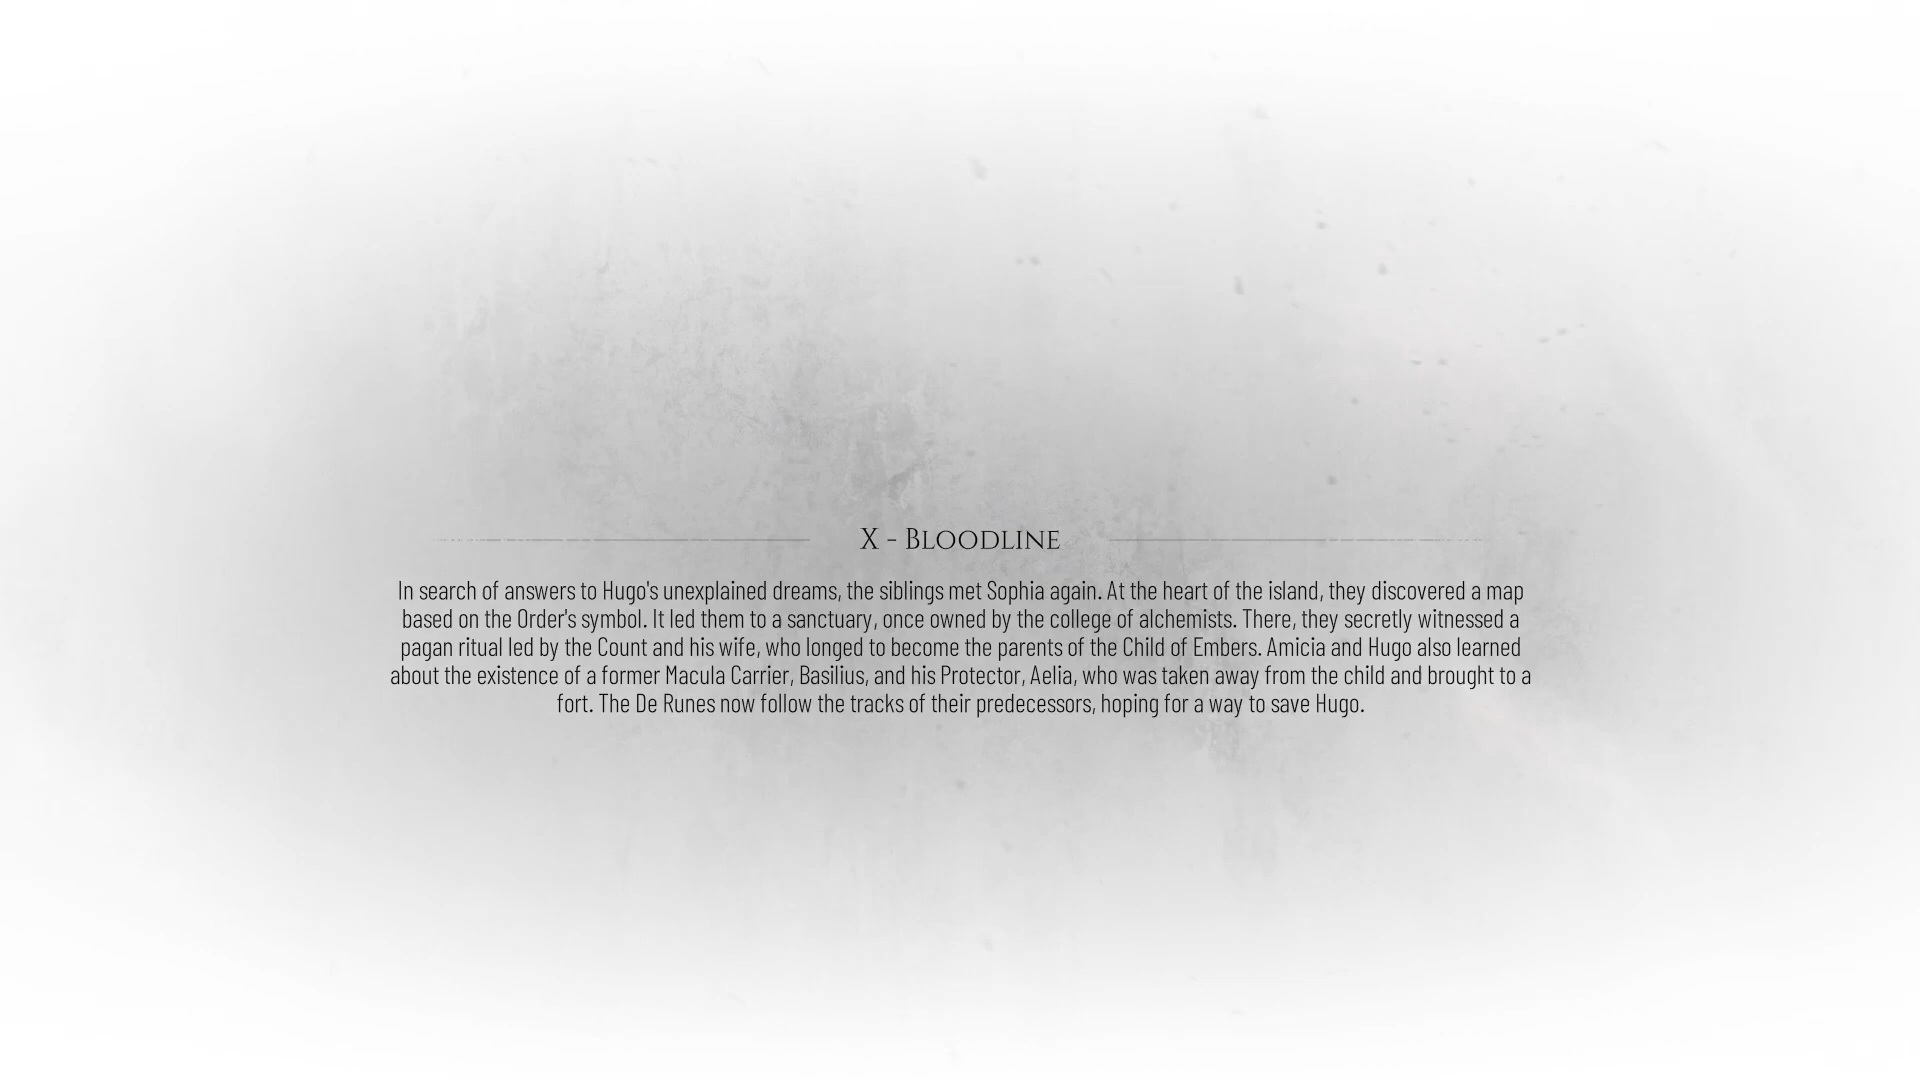 X - Bloodline
In search of answers to Hugo's unexplained dreams, the siblings met Sophia again. At the heart of the island, they discovered a map
based on the Order's symbol. It led them to a sanctuary, once owned by the college of alchemists. There, they secretly witnessed a
pagan ritual led by the Count and his wife, who longed to become the parents of the Child of Embers. Amicia and Hugo also learned
about the existence of a former Macula Carrier, Basilius, and his Protector, Aelia, who was taken away from the child and brought to a
fort. The De Runes now follow the tracks of their predecessors, hoping for a way to save Hugo.